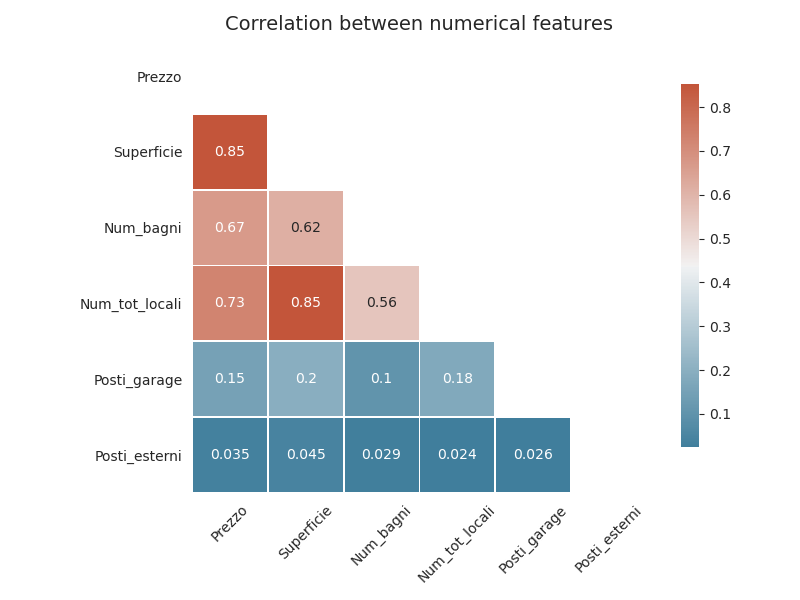 Correlation between numerical features
Prezzo
Superficie 0.85
Num_bagni 0.67 0.62
Num_tot_locali 0.73 0.85 0.56
Posti_garage 0.15 0.2 0.1 0.18
Posti_esterni 0.035 0.045 0.029 0.024 0.026
Prezzo Superficie Num_bagni Num_tot_locali Posti_garage Posti_esterni
0.8
0.7
0.6
0.5
0.4
0.3
0.2
0.1